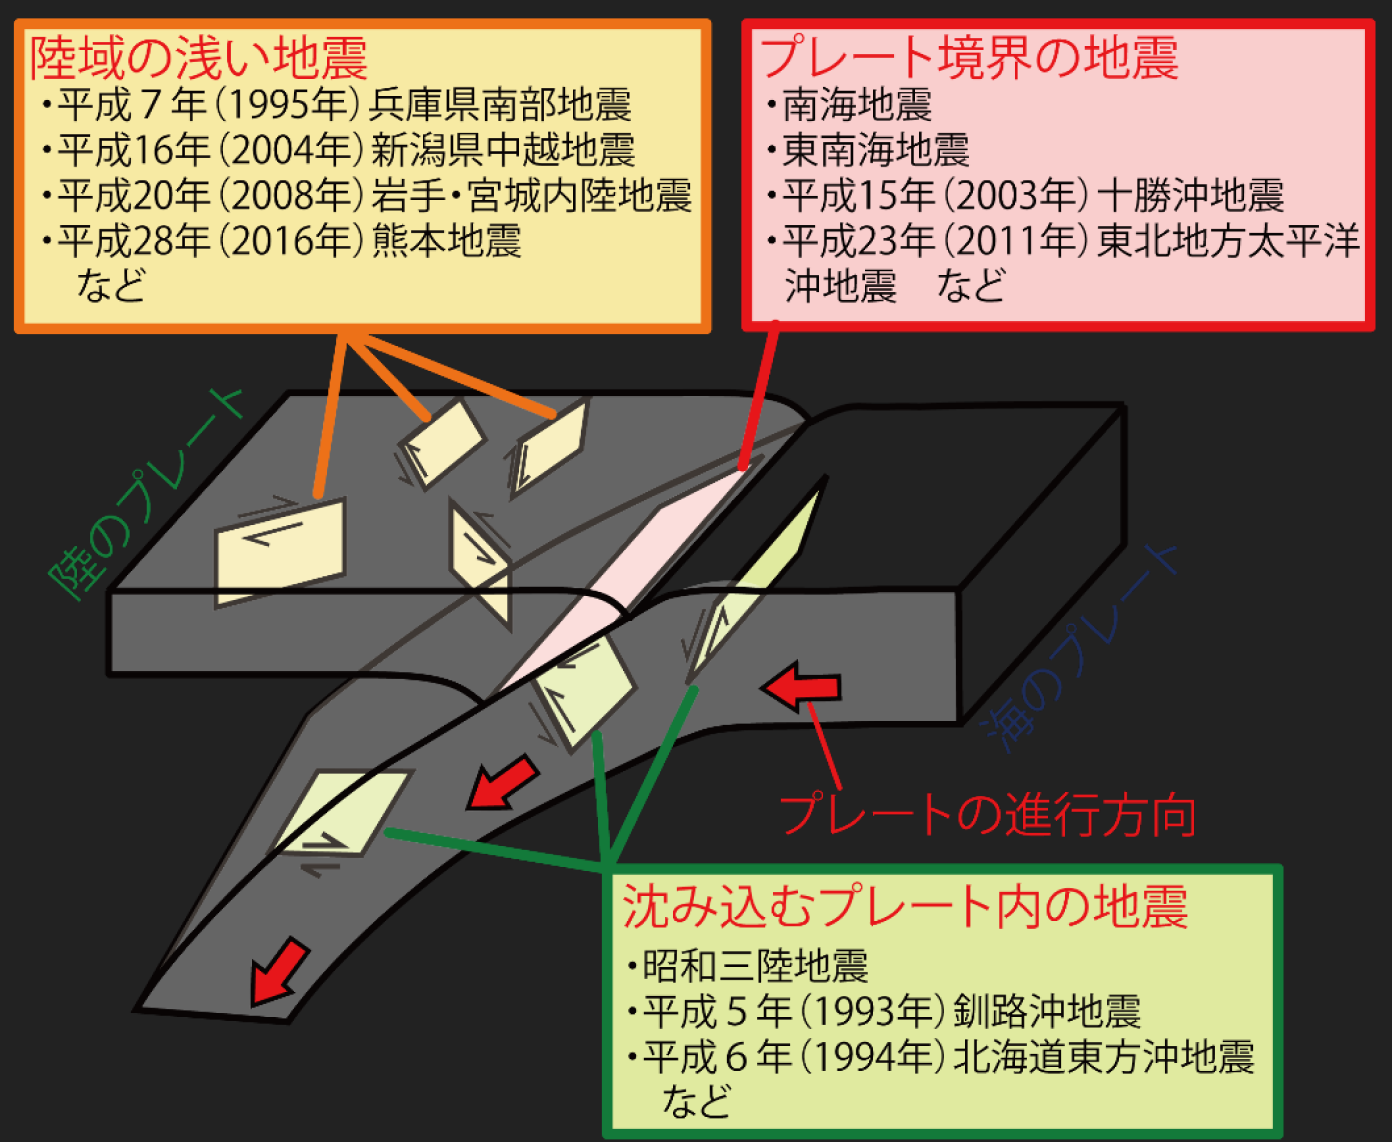 陸域の浅い地震
・平成７年(1995年)兵庫県南部地震
・平成16年(2004年)新潟県中越地震
・平成20年(2008年)岩手・宮城内陸地震
・平成28年(2016年)熊本地震
など
プレート境界の地震
・南海地震
・東南海地震
・平成15年(2003年)十勝沖地震
・平成23年(2011年)東北地方太平洋
沖地震　など
陸のプレート
海のプレート
プレートの進行方向
沈み込むプレート内の地震
・昭和三陸地震
・平成５年(1993年)釧路沖地震
・平成６年(1994年)北海道東方沖地震
など